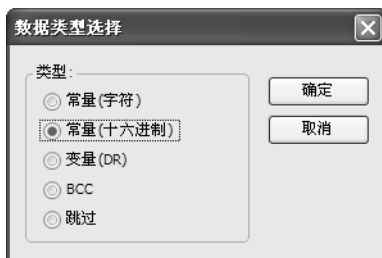 数据类型选择
类型:
常量(字符)
常量(十六进制)
变量(DR)
BCC
跳过
确定
取消